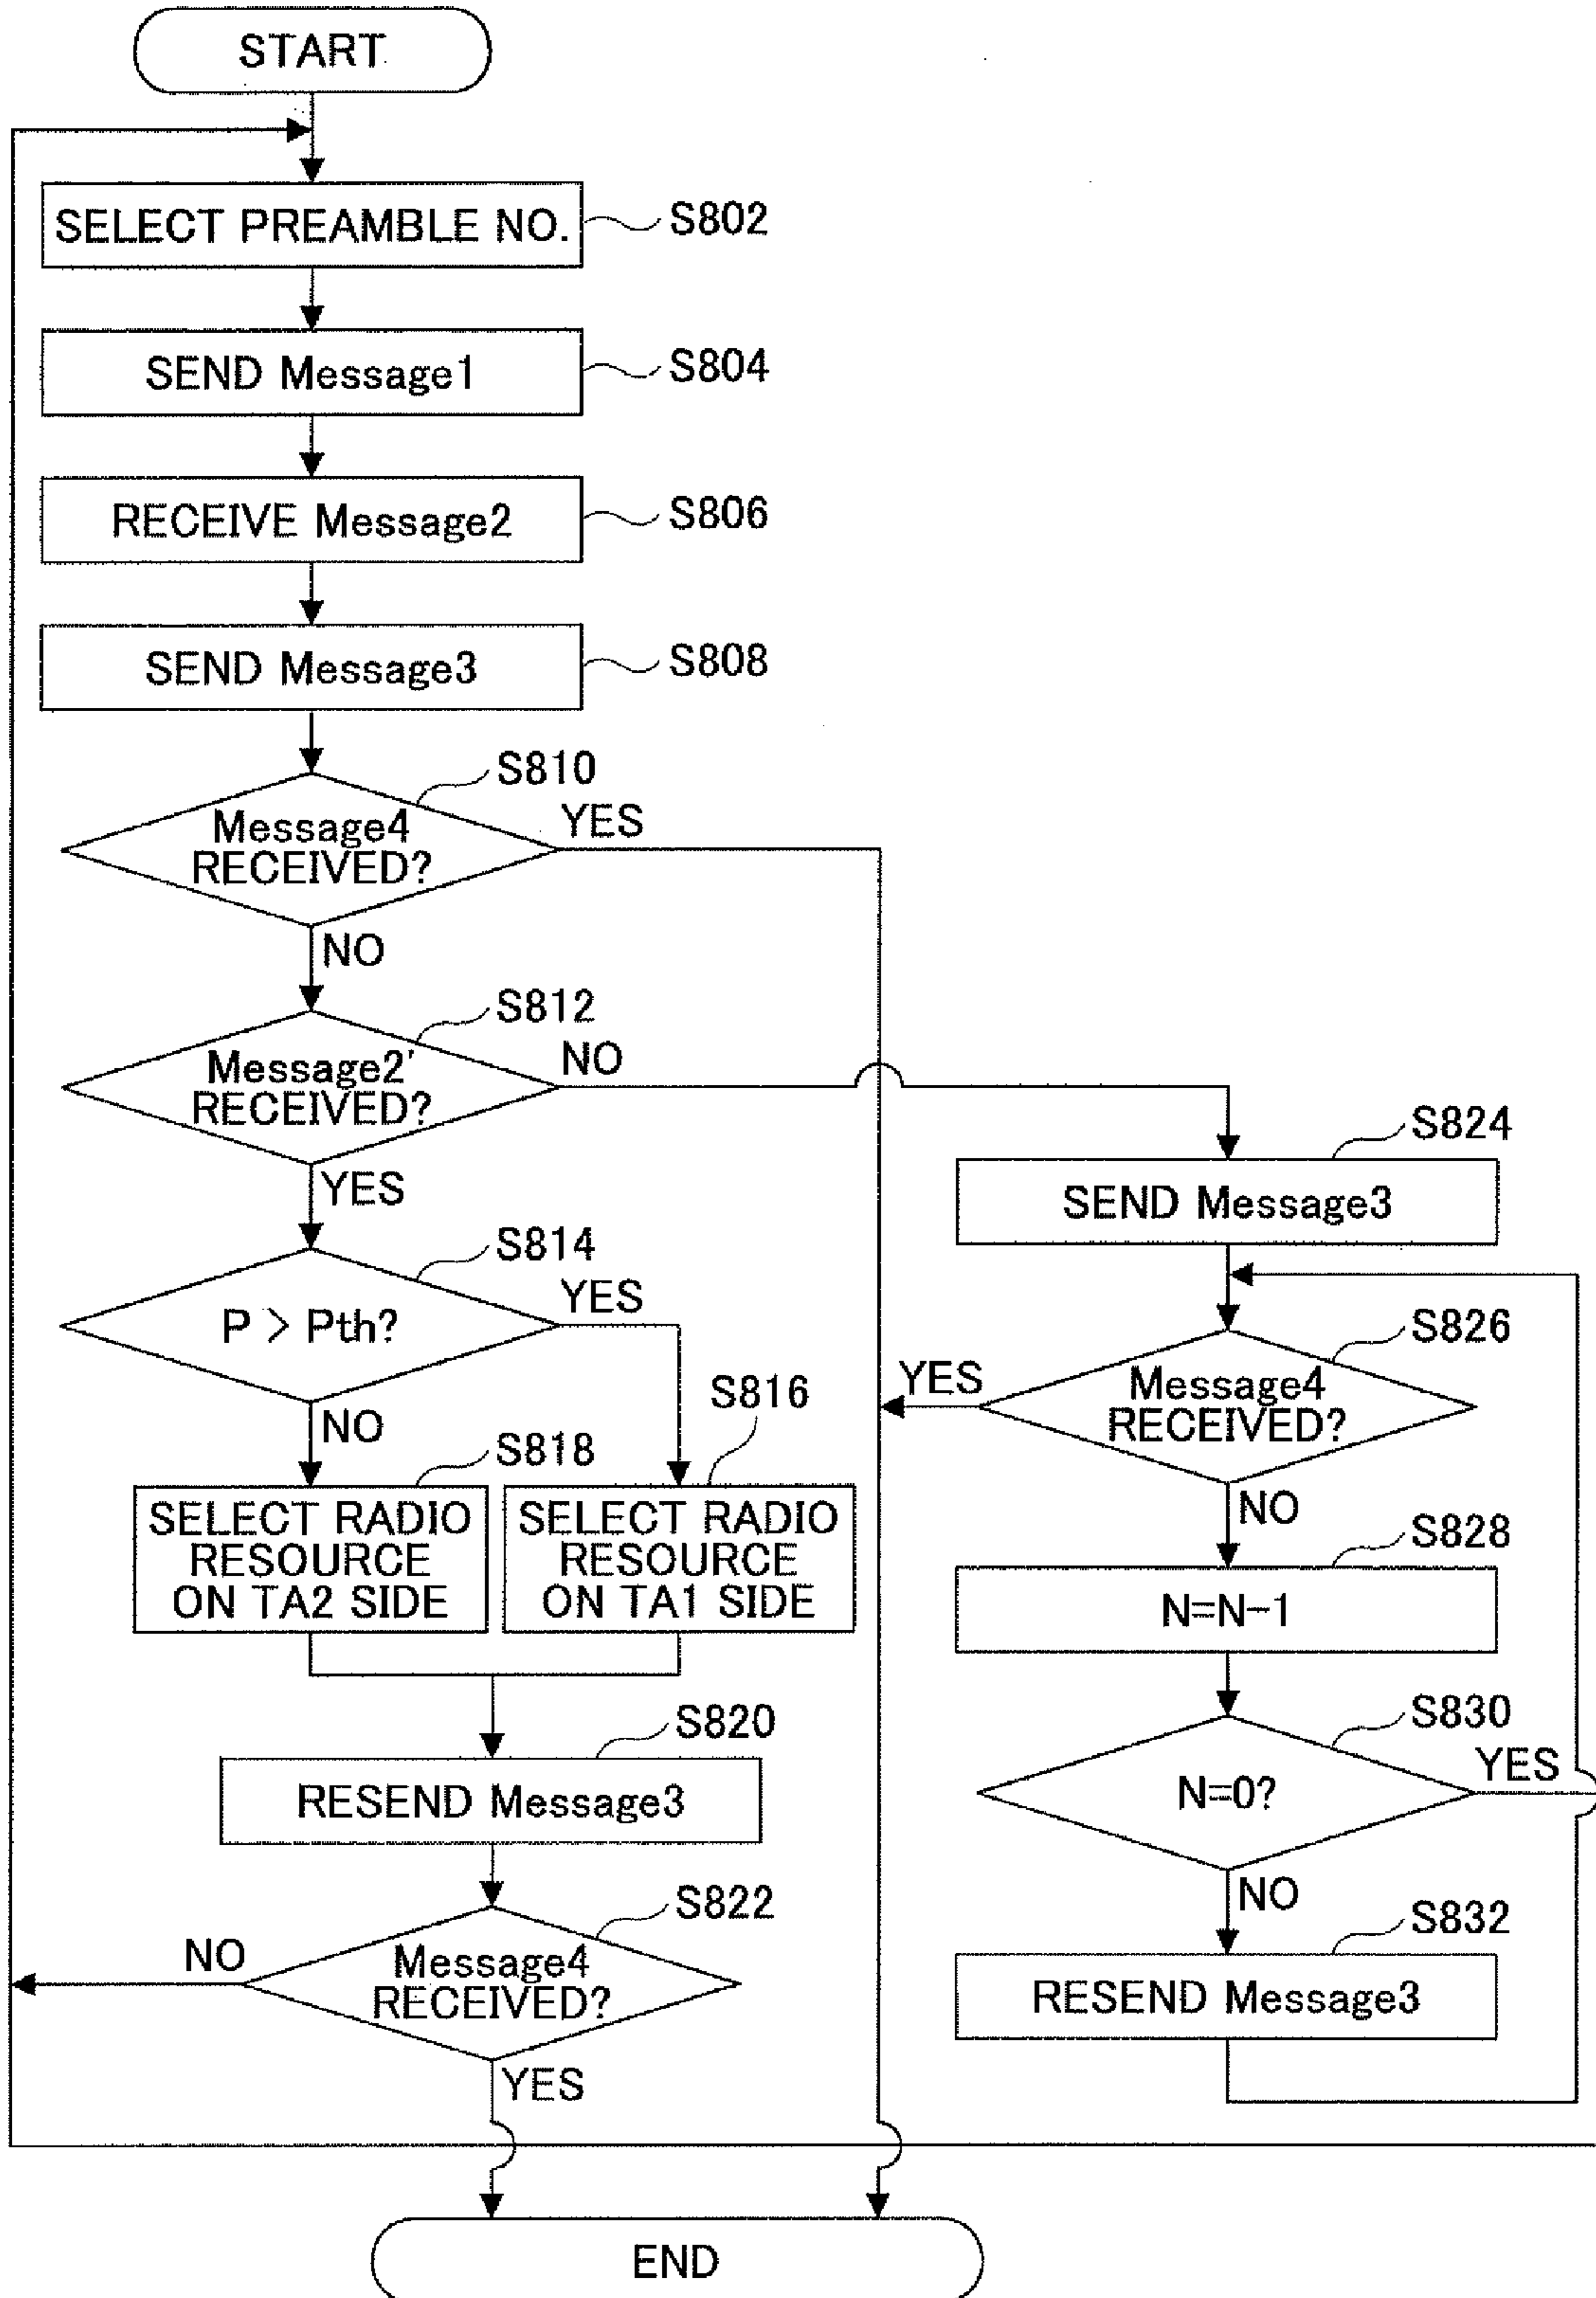 START
SELECT PREAMBLE NO.
S802
SEND Message1
S804
RECEIVE Message2
S806
SEND Message3
S808
S810
Message4
RECEIVED?
YES
NO
S812
Message2'
RECEIVED?
NO
YES
S814
P > Pth?
YES
NO
S816
S818
SELECT RADIO
RESOURCE
ON TA2 SIDE
SELECT RADIO
RESOURCE
ON TA1 SIDE
S820
RESEND Message3
S822
Message4
RECEIVED?
NO
YES
S824
SEND Message3
S826
Message4
RECEIVED?
YES
NO
S828
N=N-1
S830
N=0?
YES
NO
S832
RESEND Message3
END